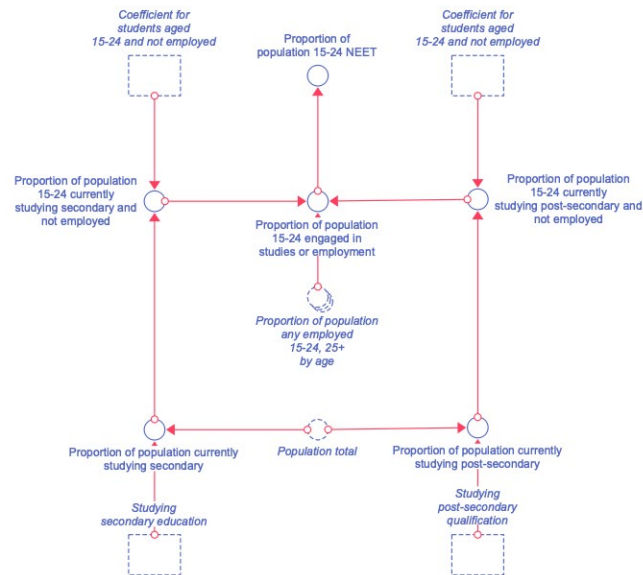 Coefficient for
students aged
15-24 and not employed
Proportion of
population 15-24 NEET
Coefficient for
students aged
15-24 and not employed
Proportion of population
15-24 currently
studying secondary and
not employed
Proportion of population
15-24 engaged in
studies or employment
Proportion of population
15-24 currently
studying post-secondary and
not employed
Proportion of population
any employed
15-24, 25+
by age
Proportion of population currently
studying secondary
Population total
Proportion of population currently
studying post-secondary
Studying
secondary education
Studying
post-secondary
qualification